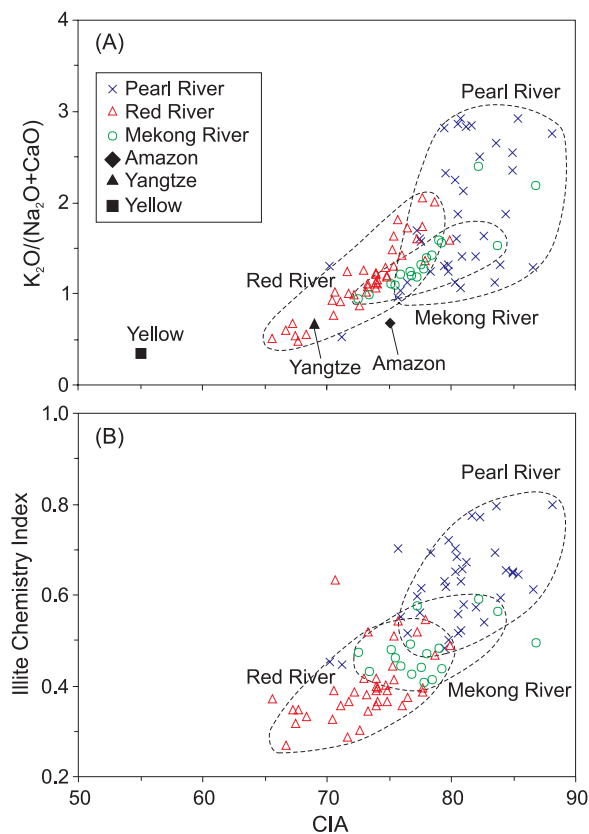 (A)
K₂O/(Na₂O+CaO)
4
3
2
1
0
Pearl River
Red River
Mekong River
Amazon
Yangtze
Yellow
Pearl River
Red River
Mekong River
Yellow
Yangtze
Amazon
(B)
Illite Chemistry Index
1.0
0.8
0.6
0.4
0.2
Pearl River
Red River
Mekong River
50
60
70
80
90
CIA